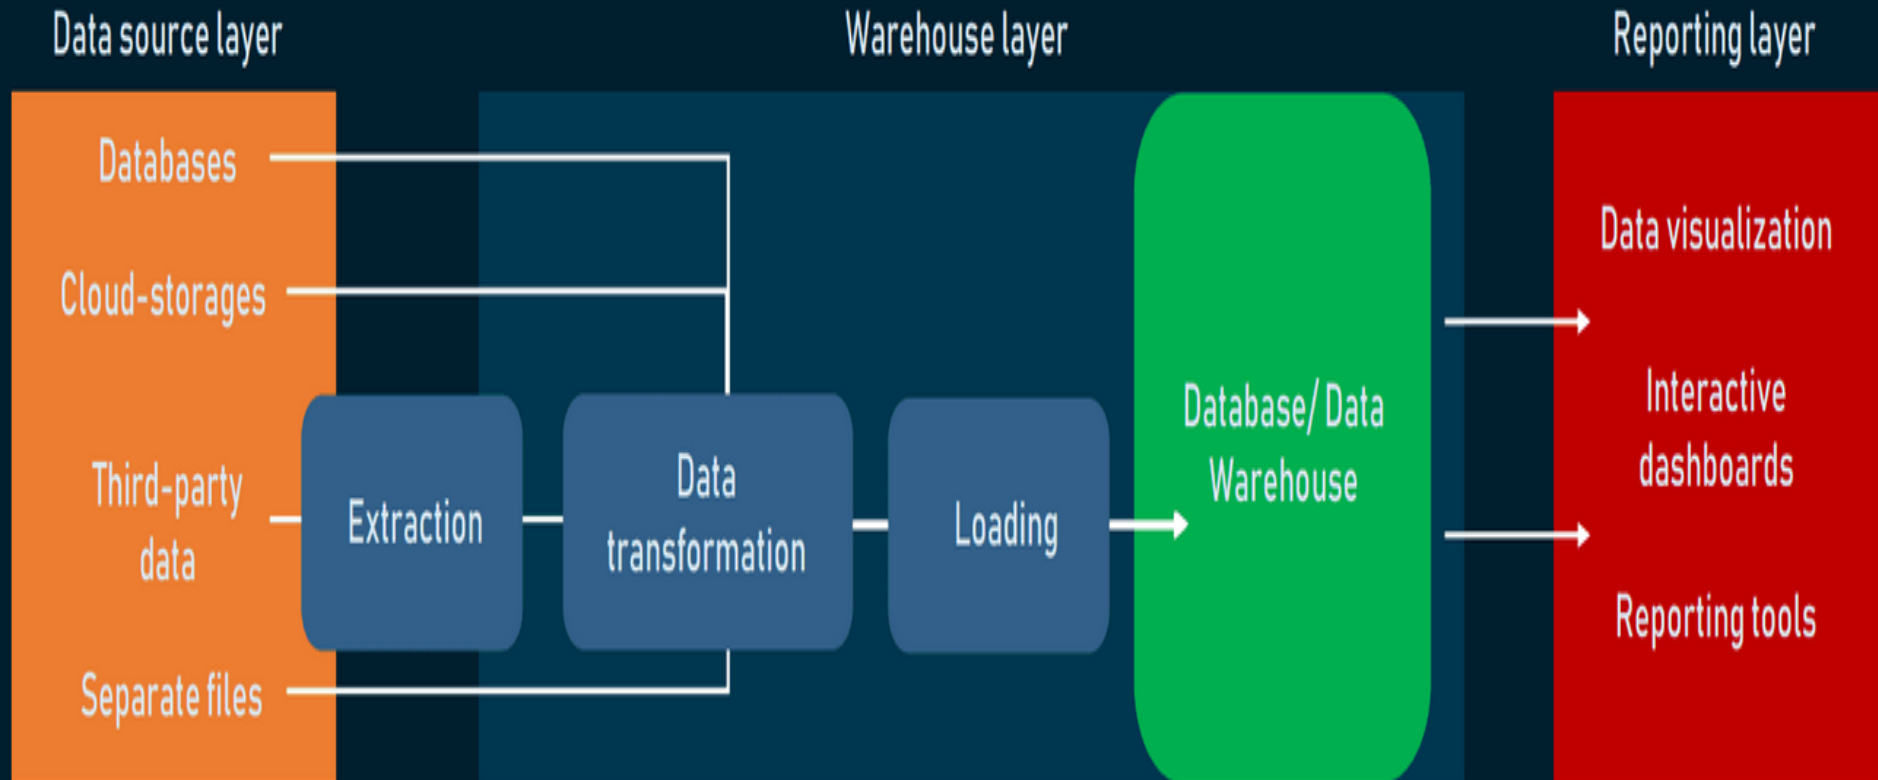 Data source layer
Warehouse layer
Reporting layer
Databases
Cloud-storages
Third-party
data
Separate files
Extraction
Data
transformation
Loading
Database/ Data
Warehouse
Data visualization
Interactive
dashboards
Reporting tools